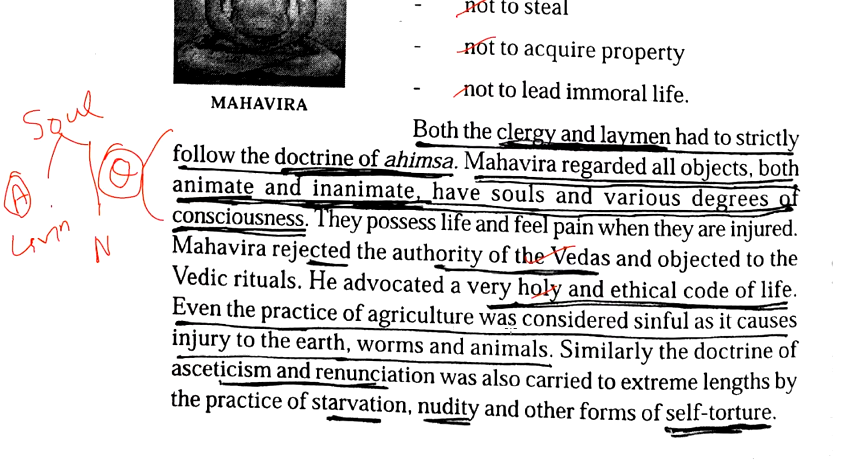 - not to steal
- not to acquire property
- not to lead immoral life.
MAHAVIRA
Soul
A
N
Both the clergy and laymen had to strictly
follow the doctrine of ahimsa. Mahavira regarded all objects, both
animate and inanimate, have souls and various degrees of
consciousness. They possess life and feel pain when they are injured.
Mahavira rejected the authority of the Vedas and objected to the
Vedic rituals. He advocated a very holy and ethical code of life.
Even the practice of agriculture was considered sinful as it causes
injury to the earth, worms and animals. Similarly the doctrine of
asceticism and renunciation was also carried to extreme lengths by
the practice of starvation, nudity and other forms of self-torture.